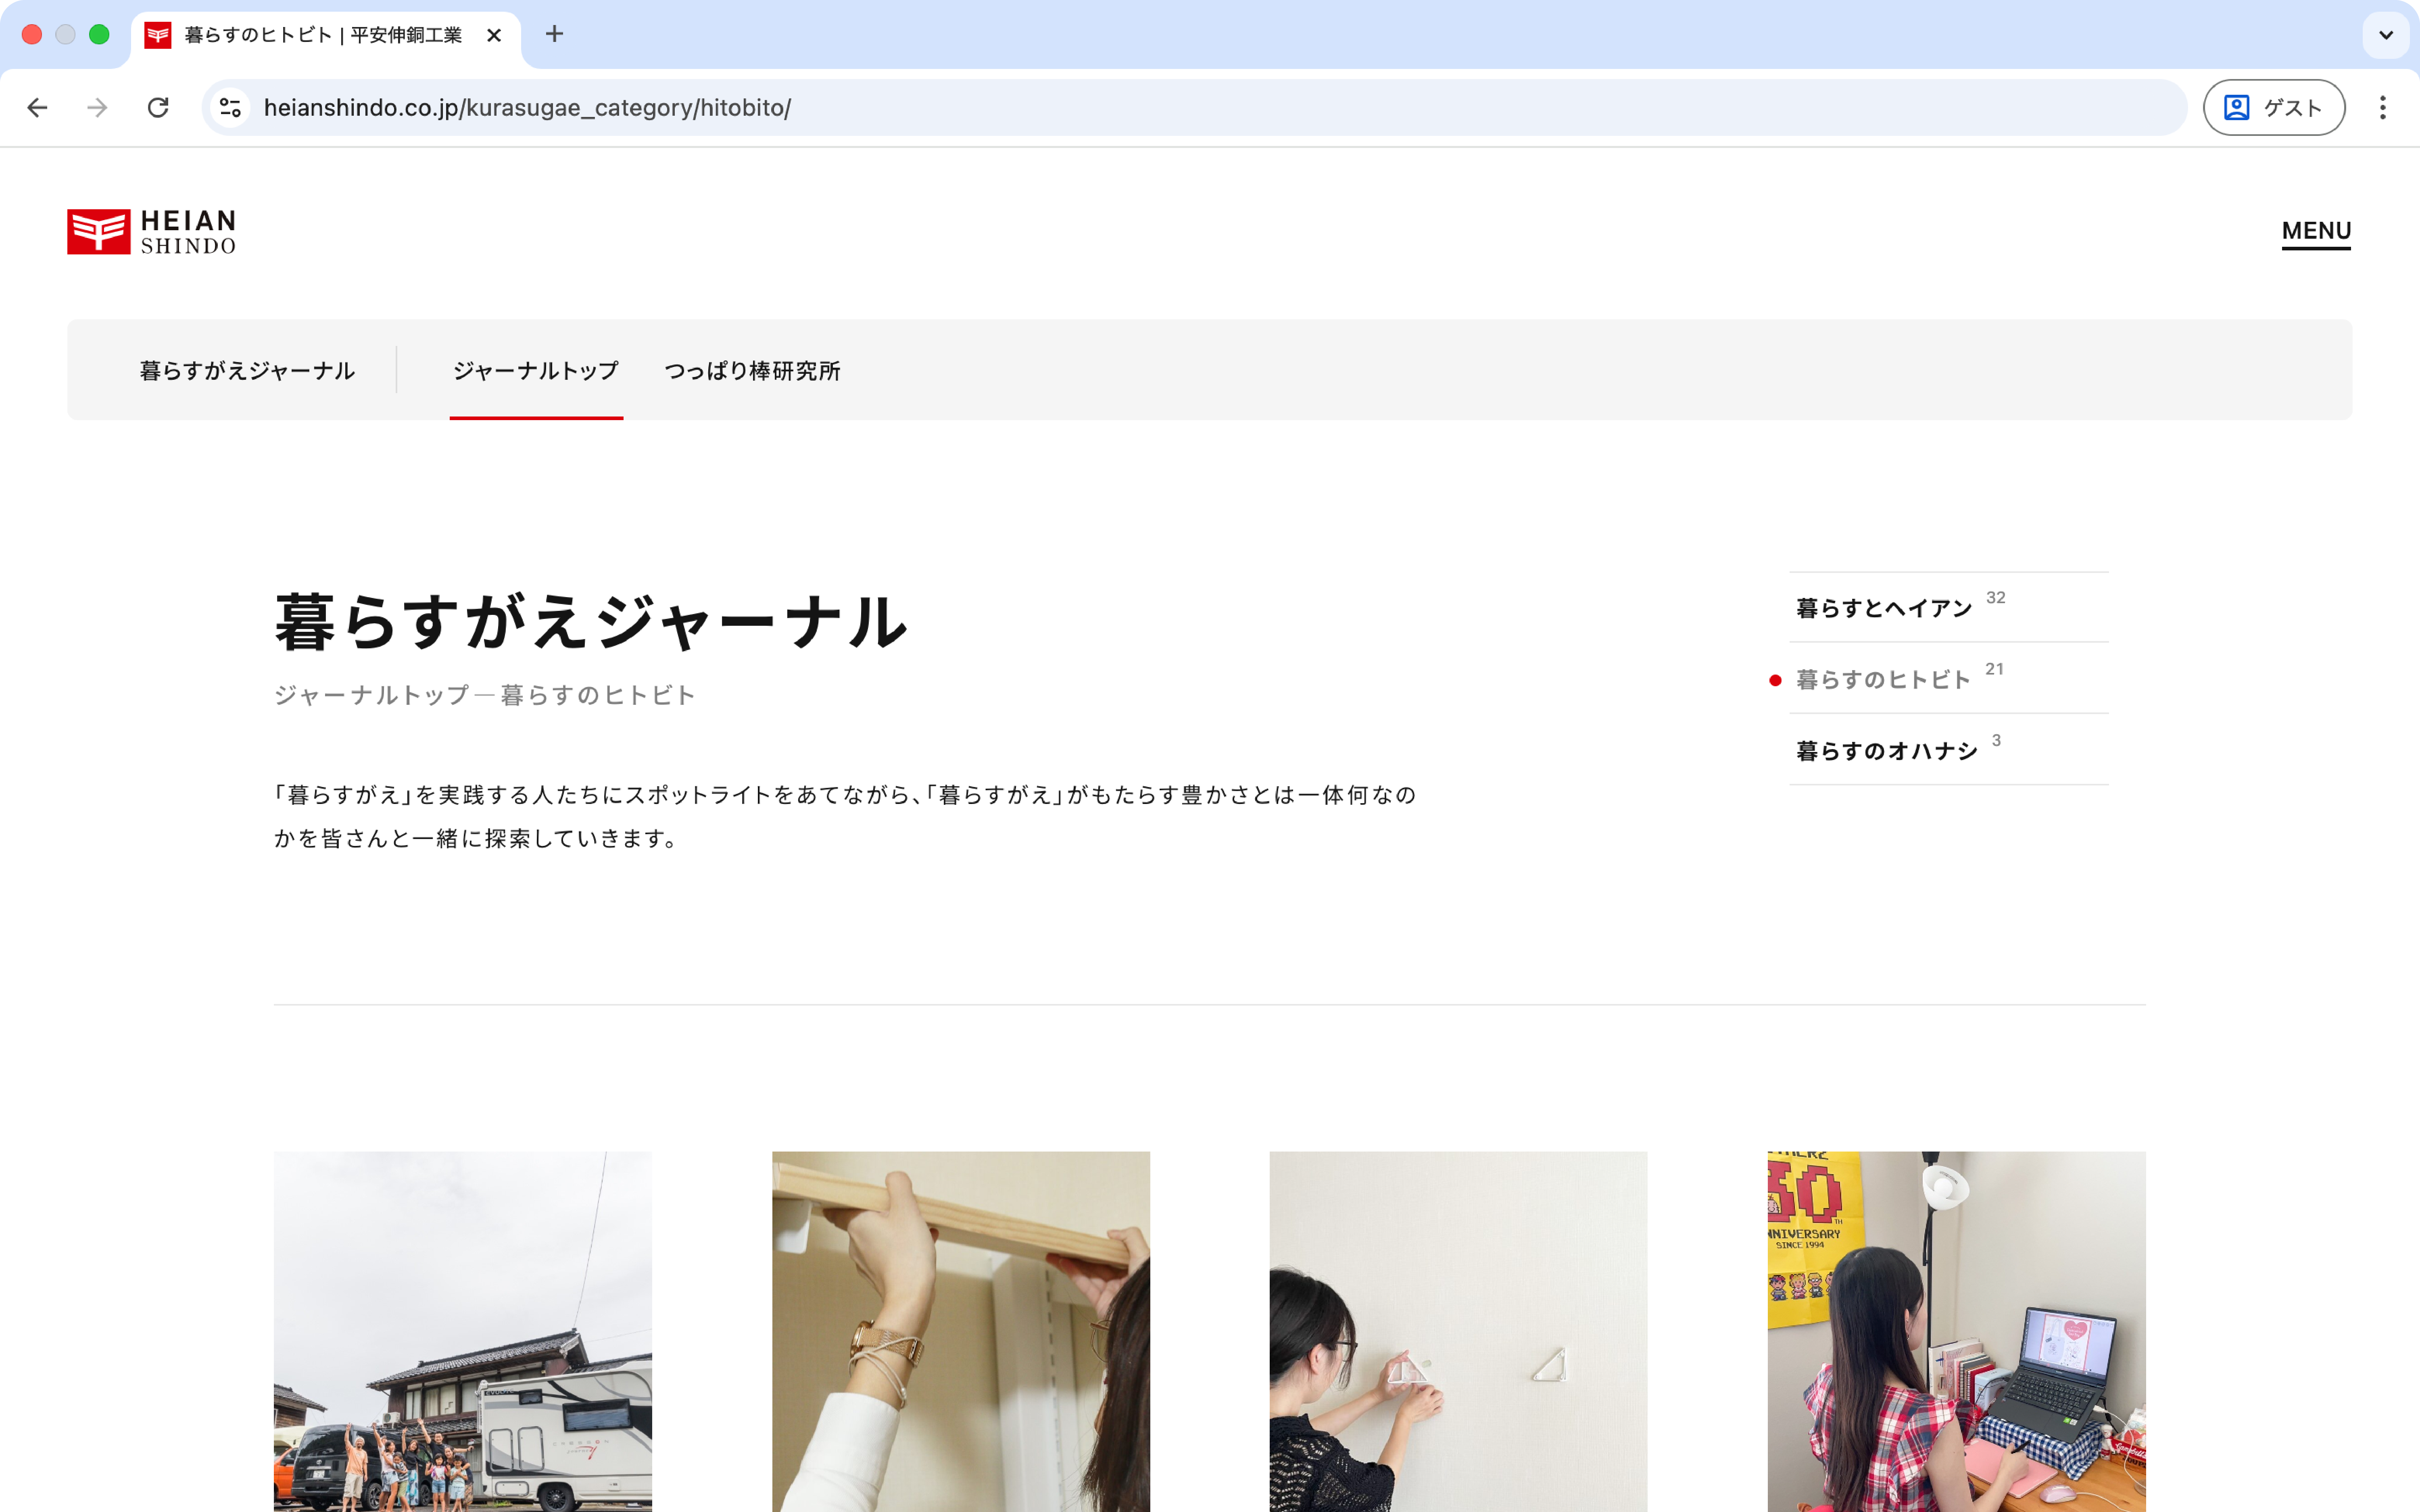 暮らすのヒトビト | 平安伸銅工業
heianshindo.co.jp/kurasugae_category/hitobito/
ゲスト
HEIAN
SHINDO
MENU
暮らすがえジャーナル
ジャーナルトップ
つっぱり棒研究所
暮らすがえジャーナル
ジャーナルトップ — 暮らすのヒトビト
「暮らすがえ」を実践する人たちにスポットライトをあてながら、「暮らすがえ」がもたらす豊かさとは一体何なの
かを皆さんと一緒に探索していきます。
暮らすとヘイアン 32
暮らすのヒトビト 21
暮らすのオハナシ 3
30
TH
NNIVERSARY
SINCE 1994